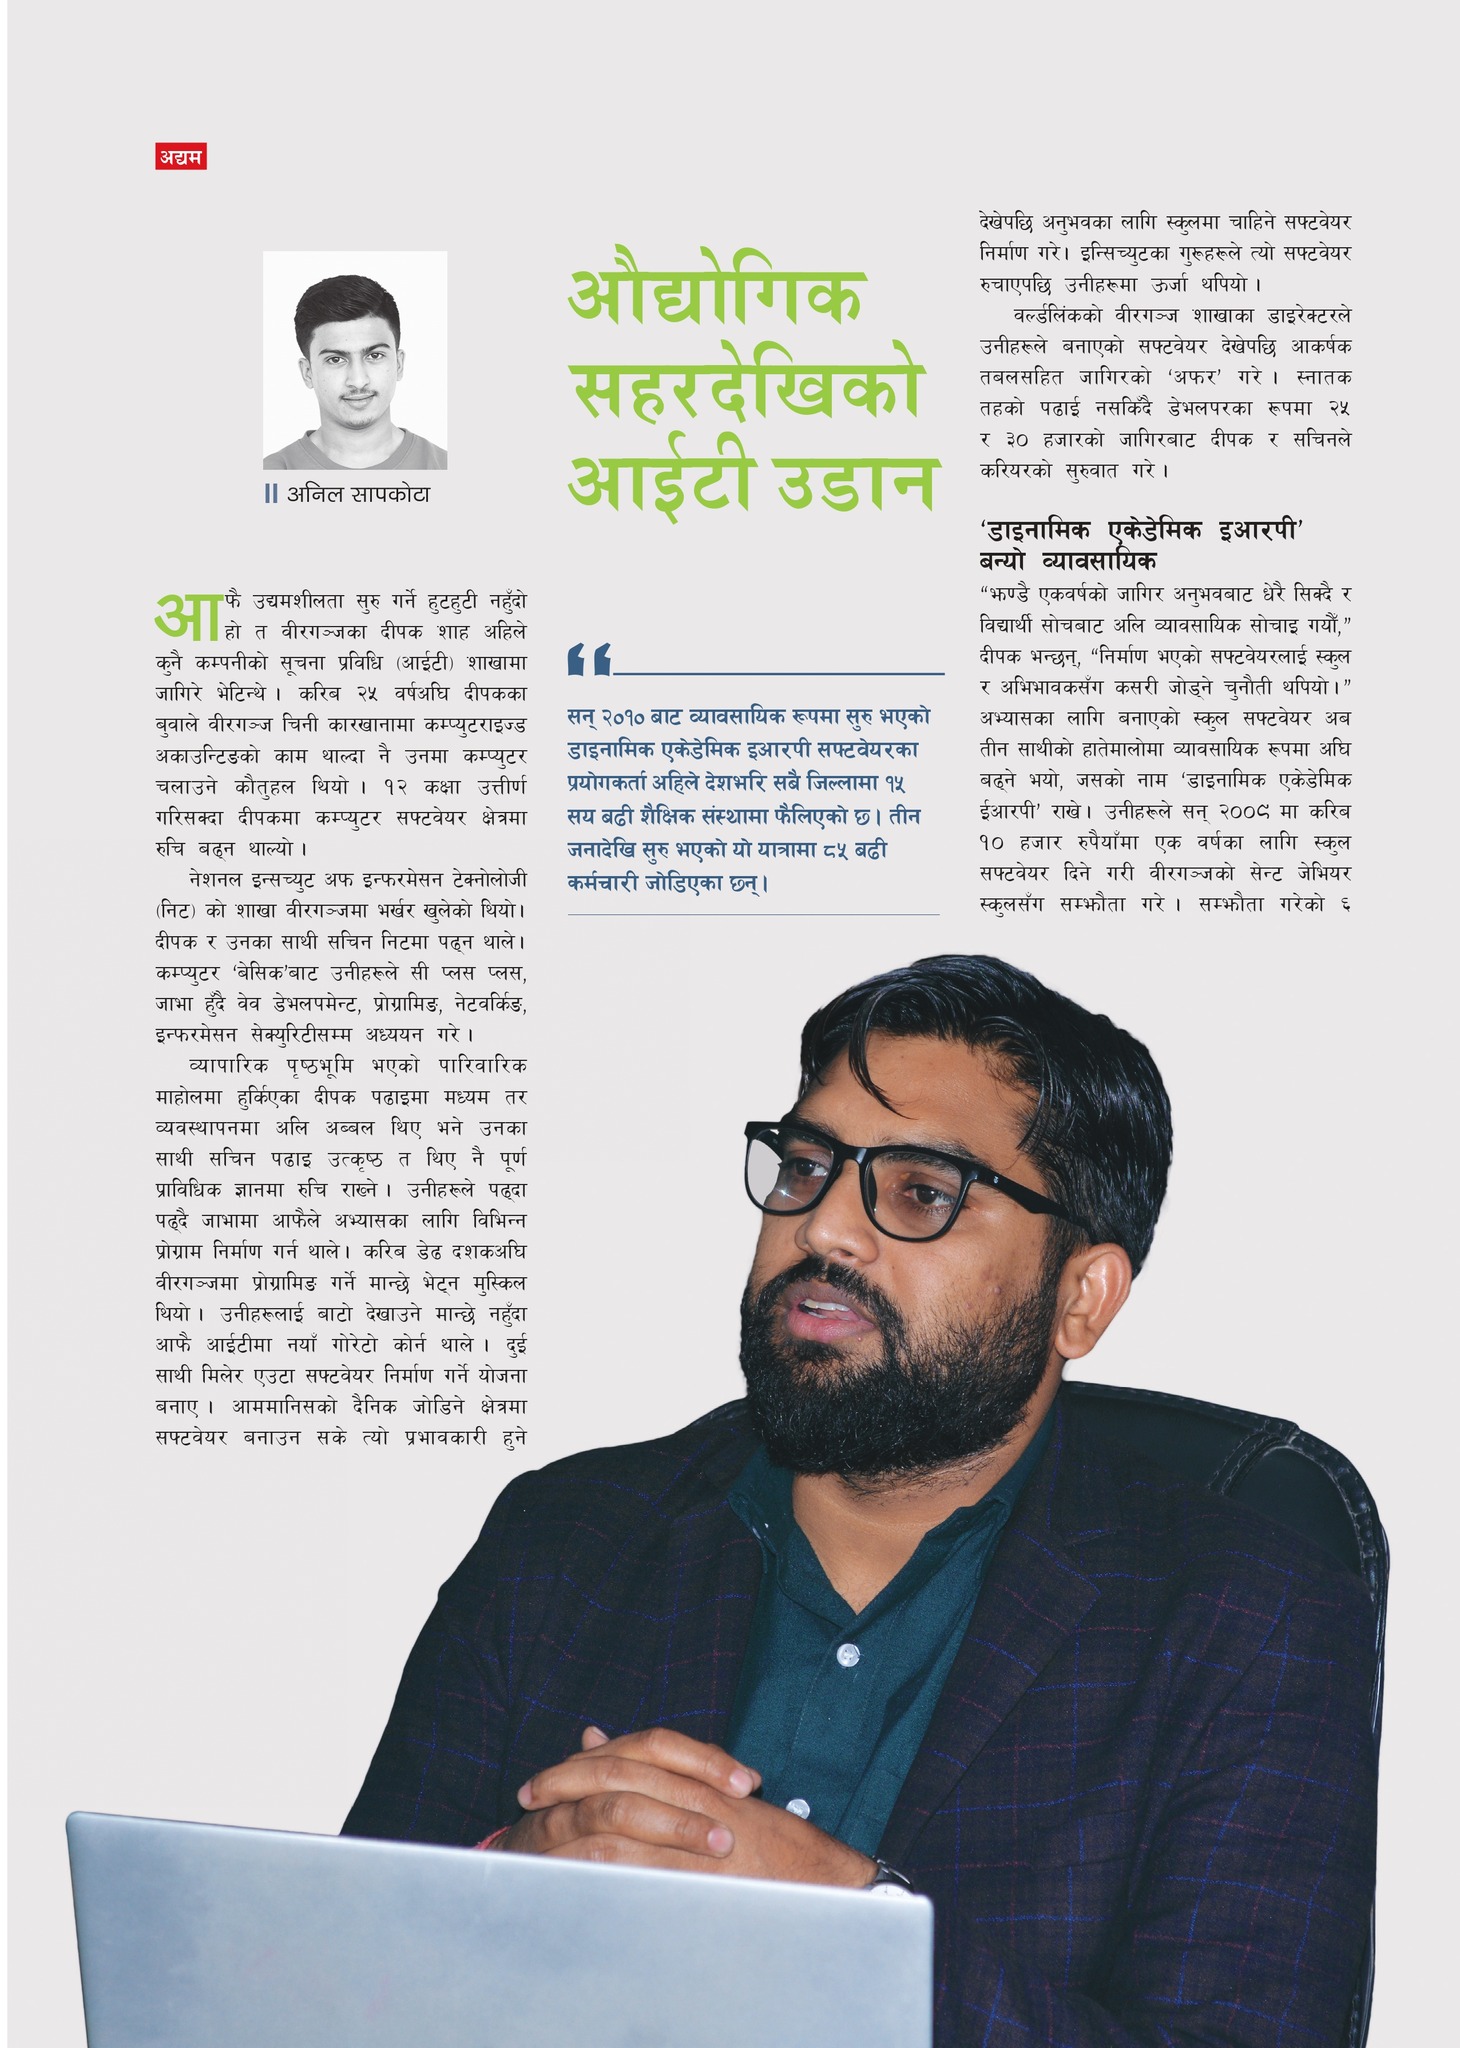 अद्यम
अनिल सापकोटा
औद्योगिक
सहरदेखिको
आईटी उडान
आफै उद्यमशीलता सुरु गर्ने हुटहुटी नहुँदो
हो त वीरगञ्जका दीपक शाह अहिले
कुनै कम्पनीको सूचना प्रविधि (आईटी) शाखामा
जागिरे भेटिन्थे । करिब २५ वर्षअघि दीपकका
बुवाले वीरगञ्ज चिनी कारखानामा कम्प्युटराइज्ड
अकाउन्टिङको काम थाल्दा नै उनमा कम्प्युटर
चलाउने कौतुहल थियो । १२ कक्षा उत्तीर्ण
गरिसक्दा दीपकमा कम्प्युटर सफ्टवेयर क्षेत्रमा
रुचि बढ्न थाल्यो ।
नेशनल इन्सच्युट अफ इन्फरमेसन टेक्नोलोजी
(निट) को शाखा वीरगञ्जमा भर्खर खुलेको थियो।
दीपक र उनका साथी सचिन निटमा पढ्न थाले।
कम्प्युटर ‘बेसिक’बाट उनीहरूले सी प्लस प्लस,
जाभा हुँदै वेव डेभलपमेन्ट, प्रोग्रामिङ, नेटवर्किङ,
इन्फरमेसन सेक्युरिटीसम्म अध्ययन गरे ।
व्यापारिक पृष्ठभूमि भएको पारिवारिक
माहोलमा हुर्किएका दीपक पढाइमा मध्यम तर
व्यवस्थापनमा अलि अब्बल थिए भने उनका
साथी सचिन पढाइ उत्कृष्ठ त थिए नै पूर्ण
प्राविधिक ज्ञानमा रुचि राख्ने । उनीहरूले पढ्दा
पढ्दै जाभामा आफैले अभ्यासका लागि विभिन्न
प्रोग्राम निर्माण गर्न थाले। करिब डेढ दशकअघि
वीरगञ्जमा प्रोग्रामिङ गर्ने मान्छे भेट्न मुस्किल
थियो । उनीहरूलाई बाटो देखाउने मान्छे नहुँदा
आफै आईटीमा नयाँ गोरेटो कोर्न थाले । दुई
साथी मिलेर एउटा सफ्टवेयर निर्माण गर्ने योजना
बनाए । आममानिसको दैनिक जोडिने क्षेत्रमा
सफ्टवेयर बनाउन सके त्यो प्रभावकारी हुने
“
सन् २०१० बाट व्यावसायिक रूपमा सुरु भएको
डाइनामिक एकेडेमिक इआरपी सफ्टवेयरका
प्रयोगकर्ता अहिले देशभरि सबै जिल्लामा १५
सय बढी शैक्षिक संस्थामा फैलिएको छ। तीन
जनादेखि सुरु भएको यो यात्रामा ८५ बढी
कर्मचारी जोडिएका छन्।
देखेपछि अनुभवका लागि स्कुलमा चाहिने सफ्टवेयर
निर्माण गरे। इन्सिच्युटका गुरूहरूले त्यो सफ्टवेयर
रुचाएपछि उनीहरूमा ऊर्जा थपियो ।
वर्ल्डलिंकको वीरगञ्ज शाखाका डाइरेक्टरले
उनीहरूले बनाएको सफ्टवेयर देखेपछि आकर्षक
तबलसहित जागिरको ‘अफर’ गरे । स्नातक
तहको पढाई नसकिँदै डेभलपरका रूपमा २५
र ३० हजारको जागिरबाट दीपक र सचिनले
करियरको सुरुवात गरे ।
‘डाइनामिक एकेडेमिक इआरपी’
बन्यो व्यावसायिक
“झण्डै एकवर्षको जागिर अनुभवबाट धेरै सिक्दै र
विद्यार्थी सोचबाट अलि व्यावसायिक सोचाइ गर्यौं,”
दीपक भन्छन्, “निर्माण भएको सफ्टवेयरलाई स्कुल
र अभिभावकसँग कसरी जोड्ने चुनौती थपियो।”
अभ्यासका लागि बनाएको स्कुल सफ्टवेयर अब
तीन साथीको हातेमालोमा व्यावसायिक रूपमा अघि
बढ्ने भयो, जसको नाम ‘डाइनामिक एकेडेमिक
ईआरपी’ राखे। उनीहरूले सन् २००९ मा करिब
१० हजार रुपैयाँमा एक वर्षका लागि स्कुल
सफ्टवेयर दिने गरी वीरगञ्जको सेन्ट जेभियर
स्कुलसँग सम्झौता गरे । सम्झौता गरेको ६